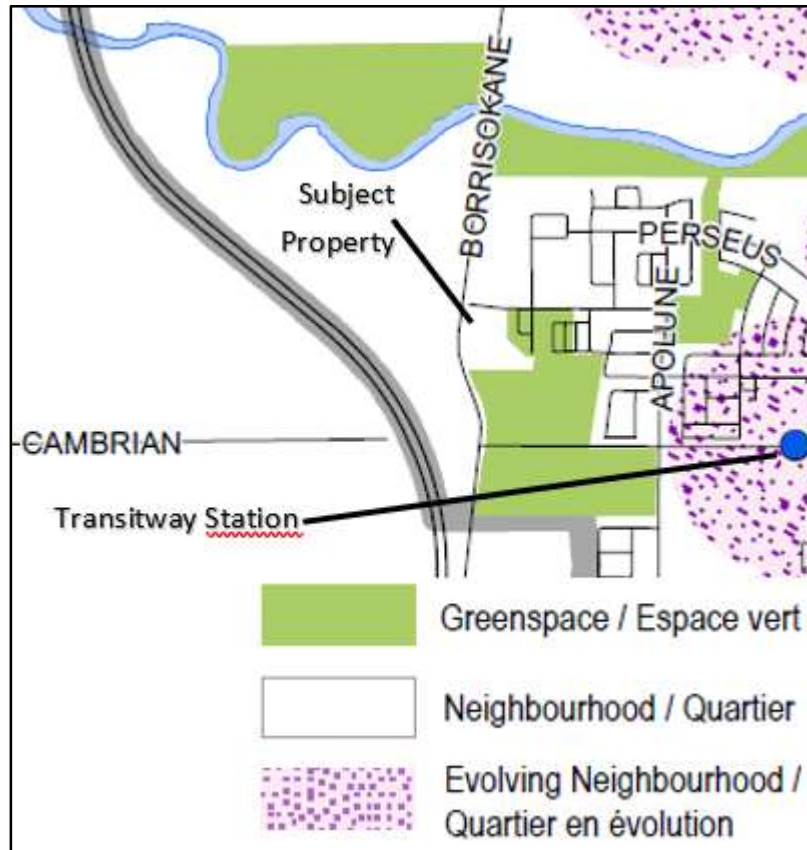 BORRISOKANE
Subject
Property
PERSEUS
APOLUNE
CAMBRIAN
Transitway Station
Greenspace / Espace vert
Neighbourhood / Quartier
Evolving Neighbourhood /
Quartier en évolution